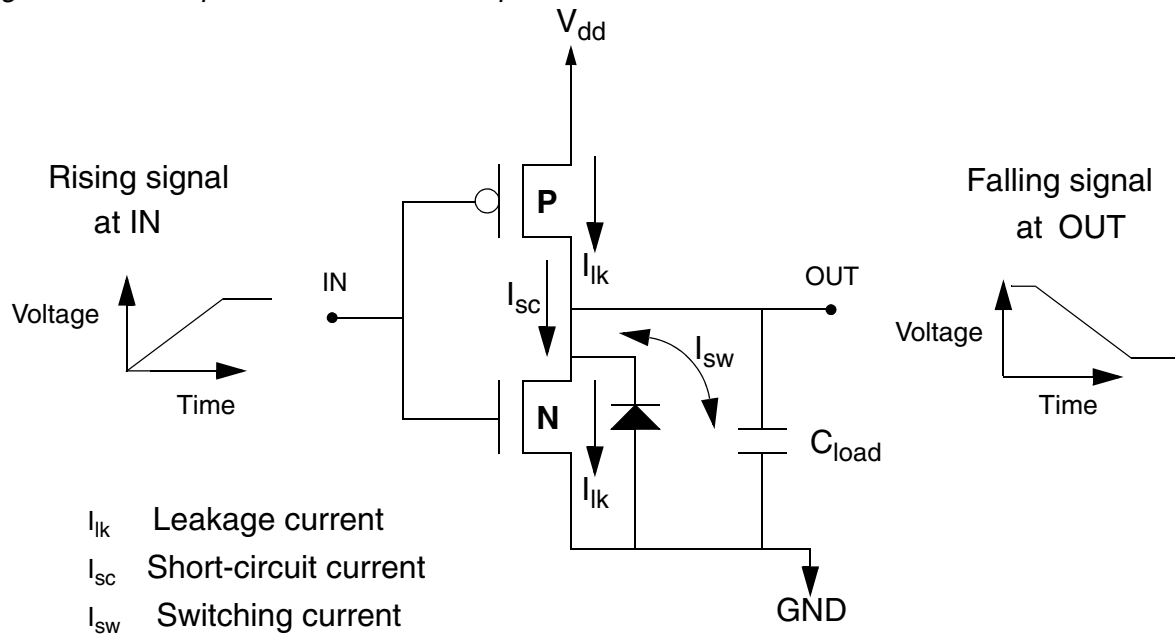 V_dd
Rising signal
at IN
Voltage
Time
IN
P
I_lk
I_sc
OUT
I_sw
N
I_lk
C_load
GND
Falling signal
at OUT
Voltage
Time
I_lk Leakage current
I_sc Short-circuit current
I_sw Switching current